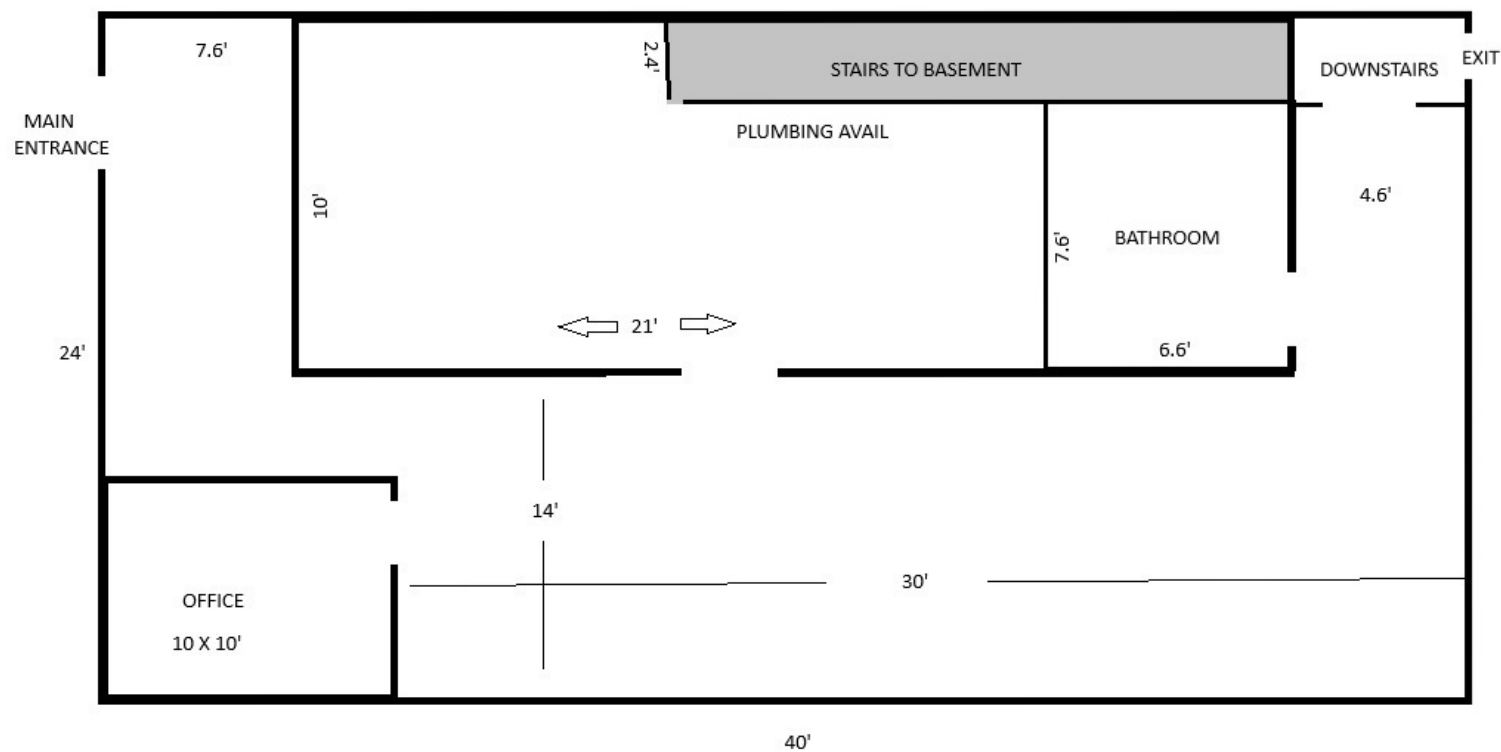 7.6'
2.4'
STAIRS TO BASEMENT
DOWNSTAIRS
EXIT
MAIN
ENTRANCE
PLUMBING AVAIL
10'
4.6'
7.6'
BATHROOM
21'
6.6'
24'
14'
30'
OFFICE
10 X 10'
40'